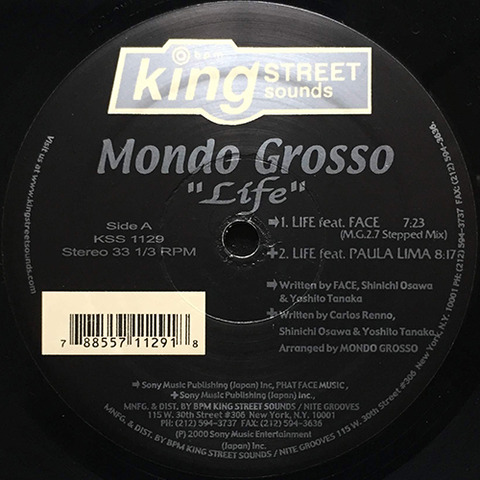 bpm
king STREET
sounds
Mondo Grosso
"Life"
Side A
KSS 1129
Stereo 33 1/3 RPM
1. LIFE feat. FACE 7:23
(M.G.2.7 Stepped Mix)
2. LIFE feat. PAULA LIMA 8:17
Written by FACE, Shinichi Osawa
& Yoshito Tanaka
Written by Carlos Renno,
Shinichi Osawa & Yoshito Tanaka,
Arranged by MONDO GROSSO
7 88557 11291 8
Sony Music Publishing (Japan) Inc, PHAT FACE MUSIC,
Sony Music Publishing (Japan) Inc.,
MNFG. & DIST. BY BPM KING STREET SOUNDS / NITE GROOVES
115 W. 30th Street #306 New York, N.Y. 10001
PH: (212) 594-3737 FAX: (212) 594-3636
(P) 2000 Sony Music Entertainment
(Japan) Inc.
Visit us at www.kingstreetsounds.com
MNFG. & DIST. BY BPM KING STREET SOUNDS / NITE GROOVES 115 W. 30th Street #306 New York, N.Y. 10001 PH: (212) 594-3737 FAX: (212) 594-3636.